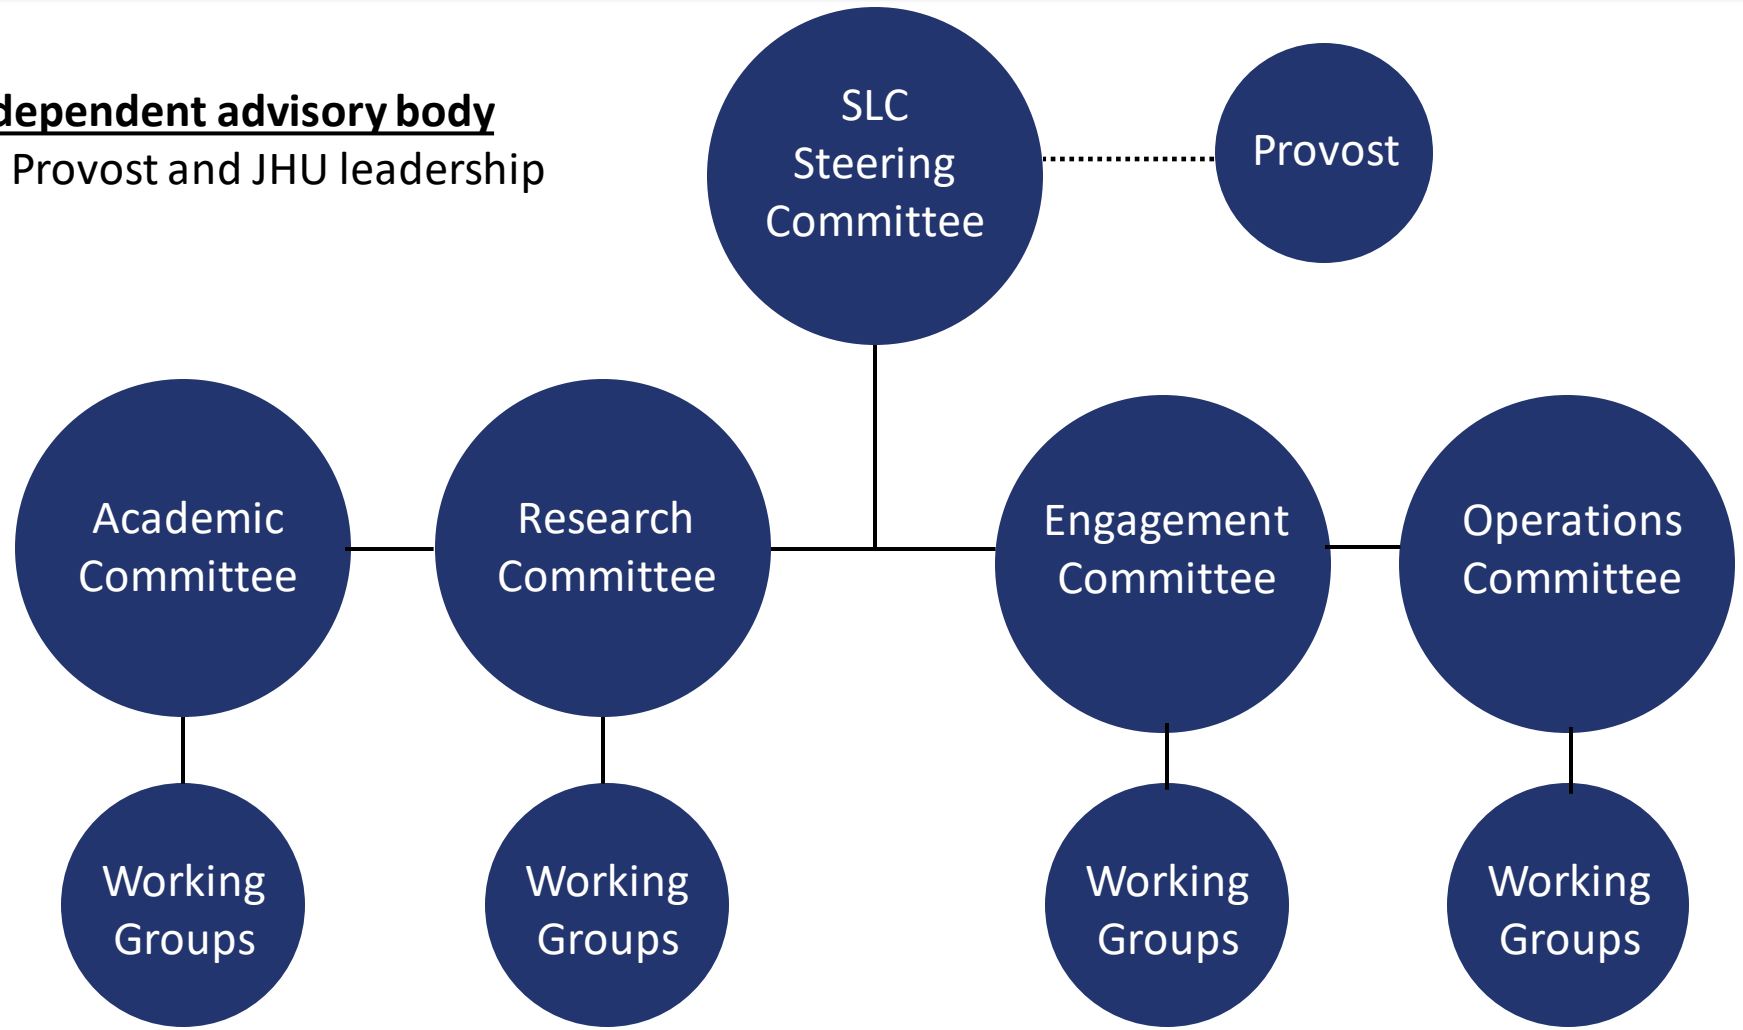 dependent advisory body
Provost and JHU leadership
SLC
Steering
Committee
Provost
Academic
Committee
Research
Committee
Engagement
Committee
Operations
Committee
Working
Groups
Working
Groups
Working
Groups
Working
Groups